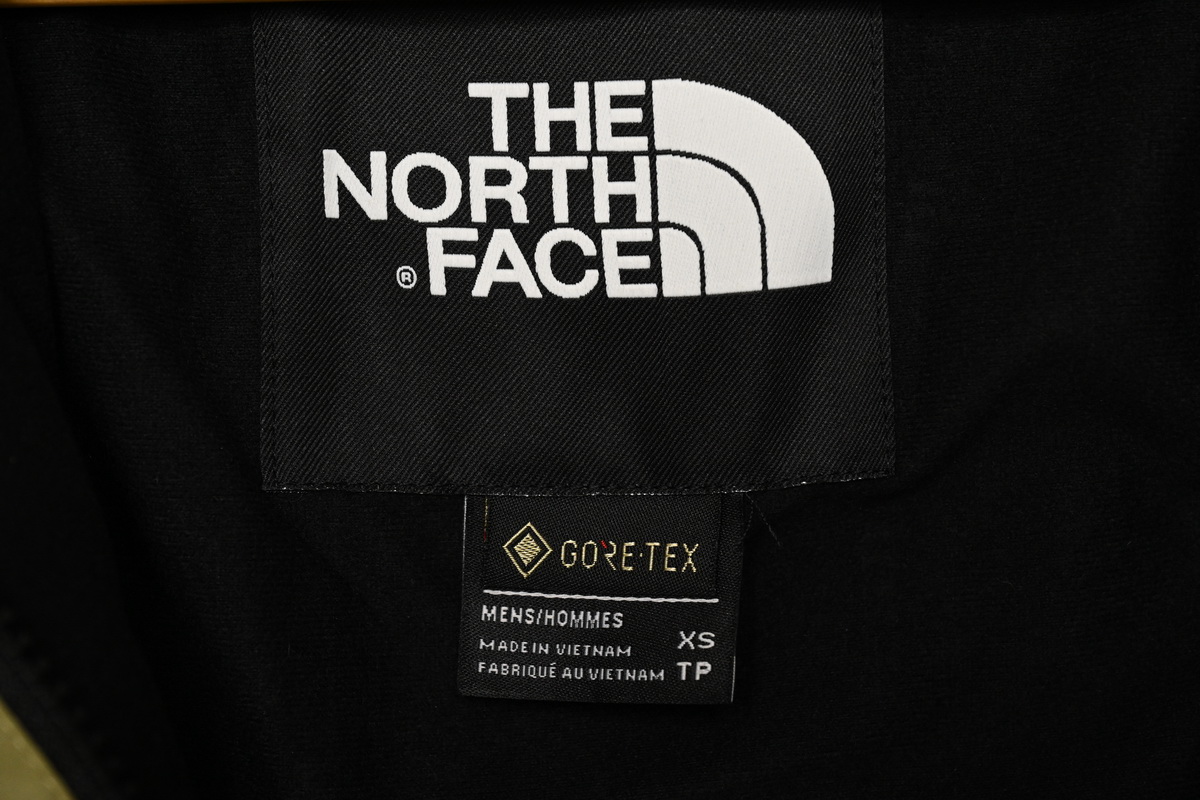 THE
NORTH
FACE
®
GORE-TEX
MENS/HOMMES
XS
MADE IN VIETNAM
FABRIQUÉ AU VIETNAM
TP